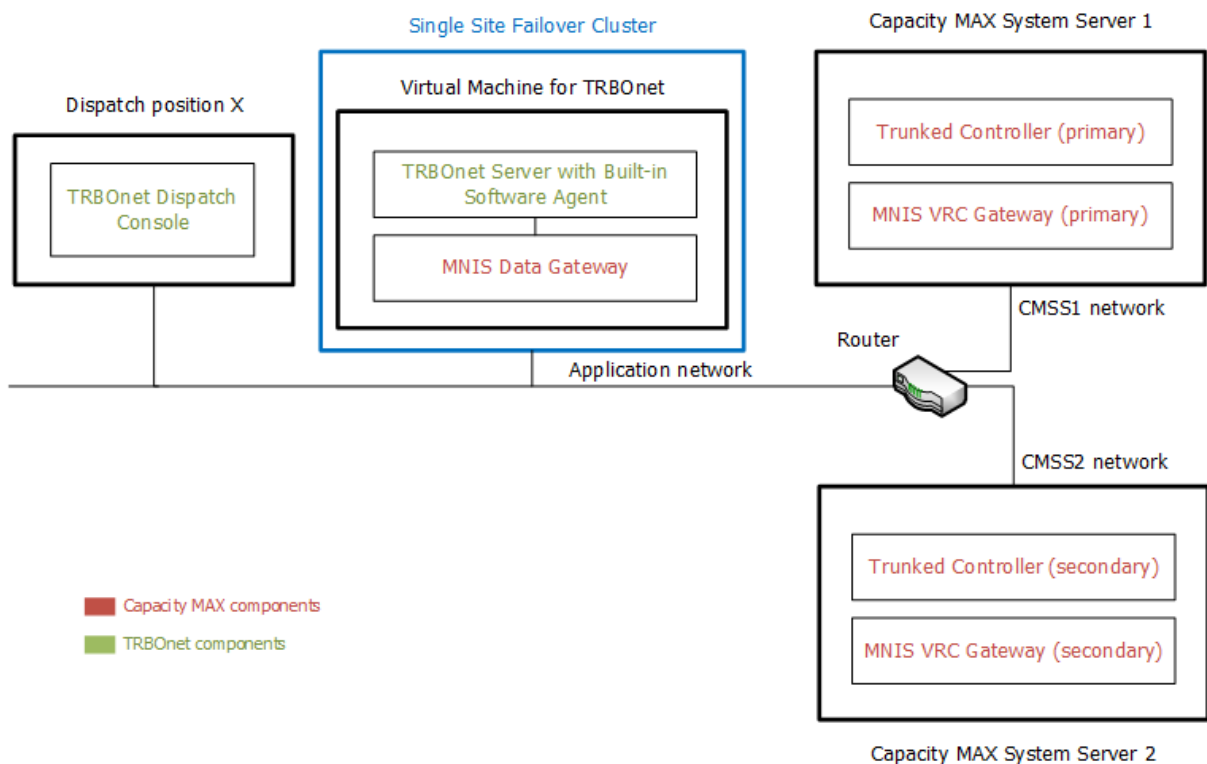 Single Site Failover Cluster
Capacity MAX System Server 1
Dispatch position X
Virtual Machine for TRBOnet
TRBOnet Dispatch
Console
TRBOnet Server with Built-in
Software Agent
MNIS Data Gateway
Trunked Controller (primary)
MNIS VRC Gateway (primary)
CMSS1 network
Router
Application network
CMSS2 network
Trunked Controller (secondary)
MNIS VRC Gateway (secondary)
Capacity MAX components
TRBOnet components
Capacity MAX System Server 2